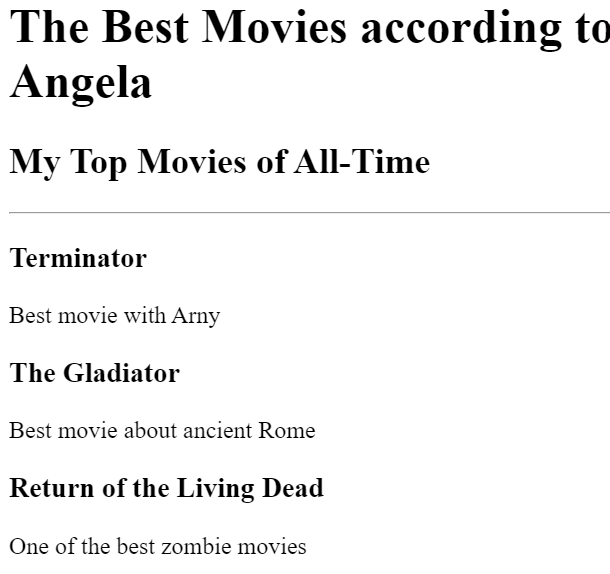 The Best Movies according to
Angela
My Top Movies of All-Time
Terminator
Best movie with Arny
The Gladiator
Best movie about ancient Rome
Return of the Living Dead
One of the best zombie movies